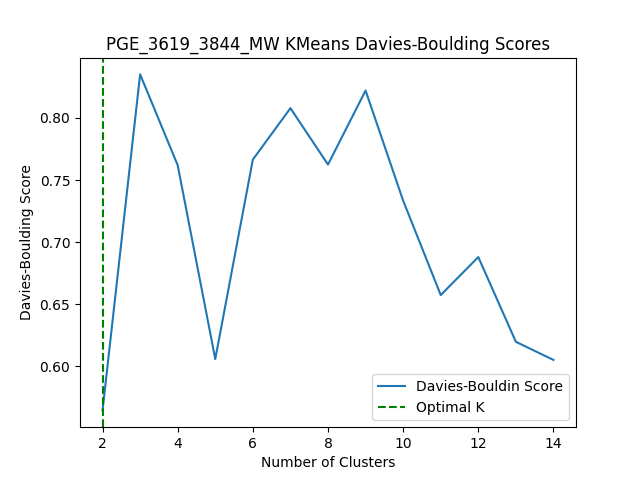 PGE_3619_3844_MW KMeans Davies-Boulding Scores
Davies-Boulding Score
0.80
0.75
0.70
0.65
0.60
Davies-Bouldin Score
Optimal K
2 4 6 8 10 12 14
Number of Clusters